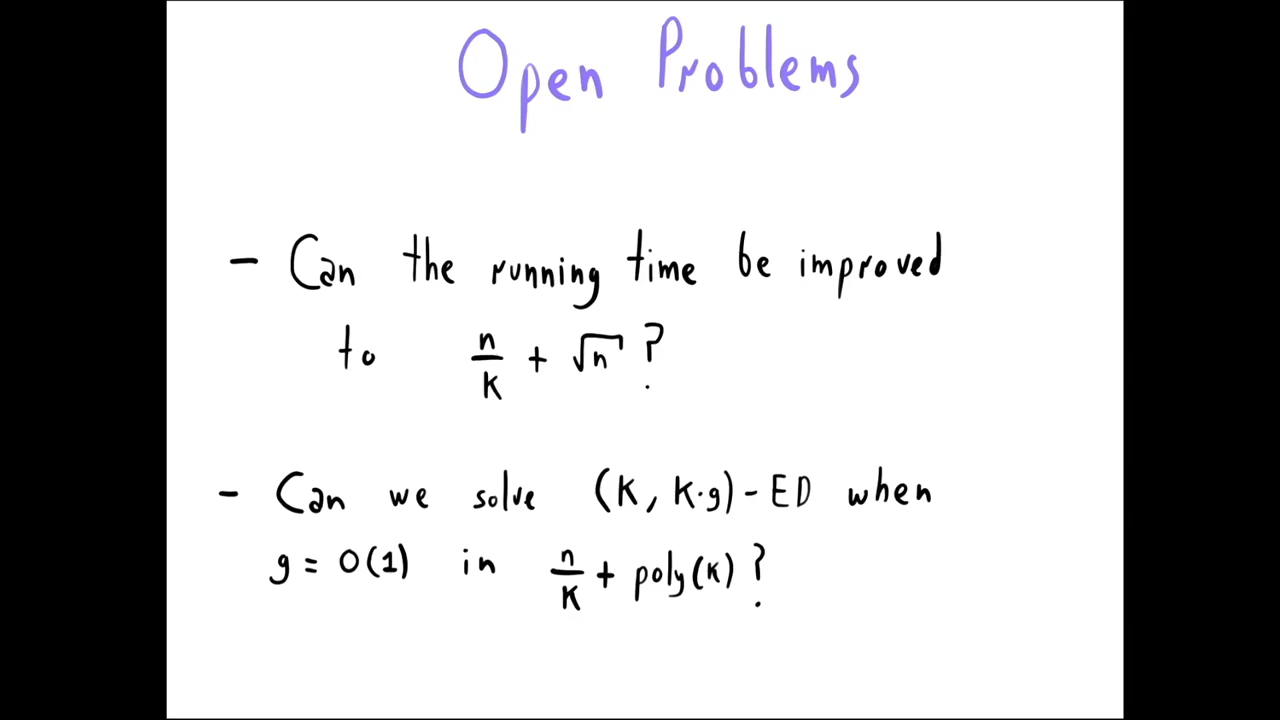 Open Problems
- Can the running time be improved
to n/k + √n ?
- Can we solve (K, K·g) - ED when
g = O(1) in n/k + poly(k) ?